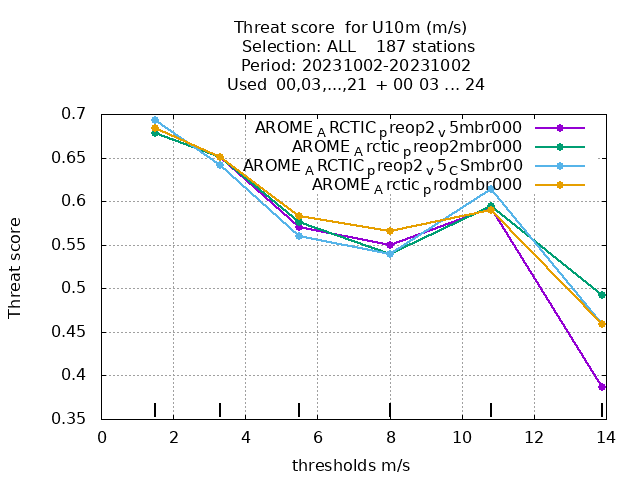 Threat score for U10m (m/s)
Selection: ALL 187 stations
Period: 20231002-20231002
Used 00,03,...,21 + 00 03 ... 24
0.7
0.65
0.6
0.55
0.5
0.45
0.4
0.35
Threat score
AROME_ARCTIC_preop2_v5mbr000
AROME_Arctic_preop2mbr000
AROME_ARCTIC_preop2_v5_CSmbr00
AROME_Arctic_prodmbr000
0 2 4 6 8 10 12 14
thresholds m/s